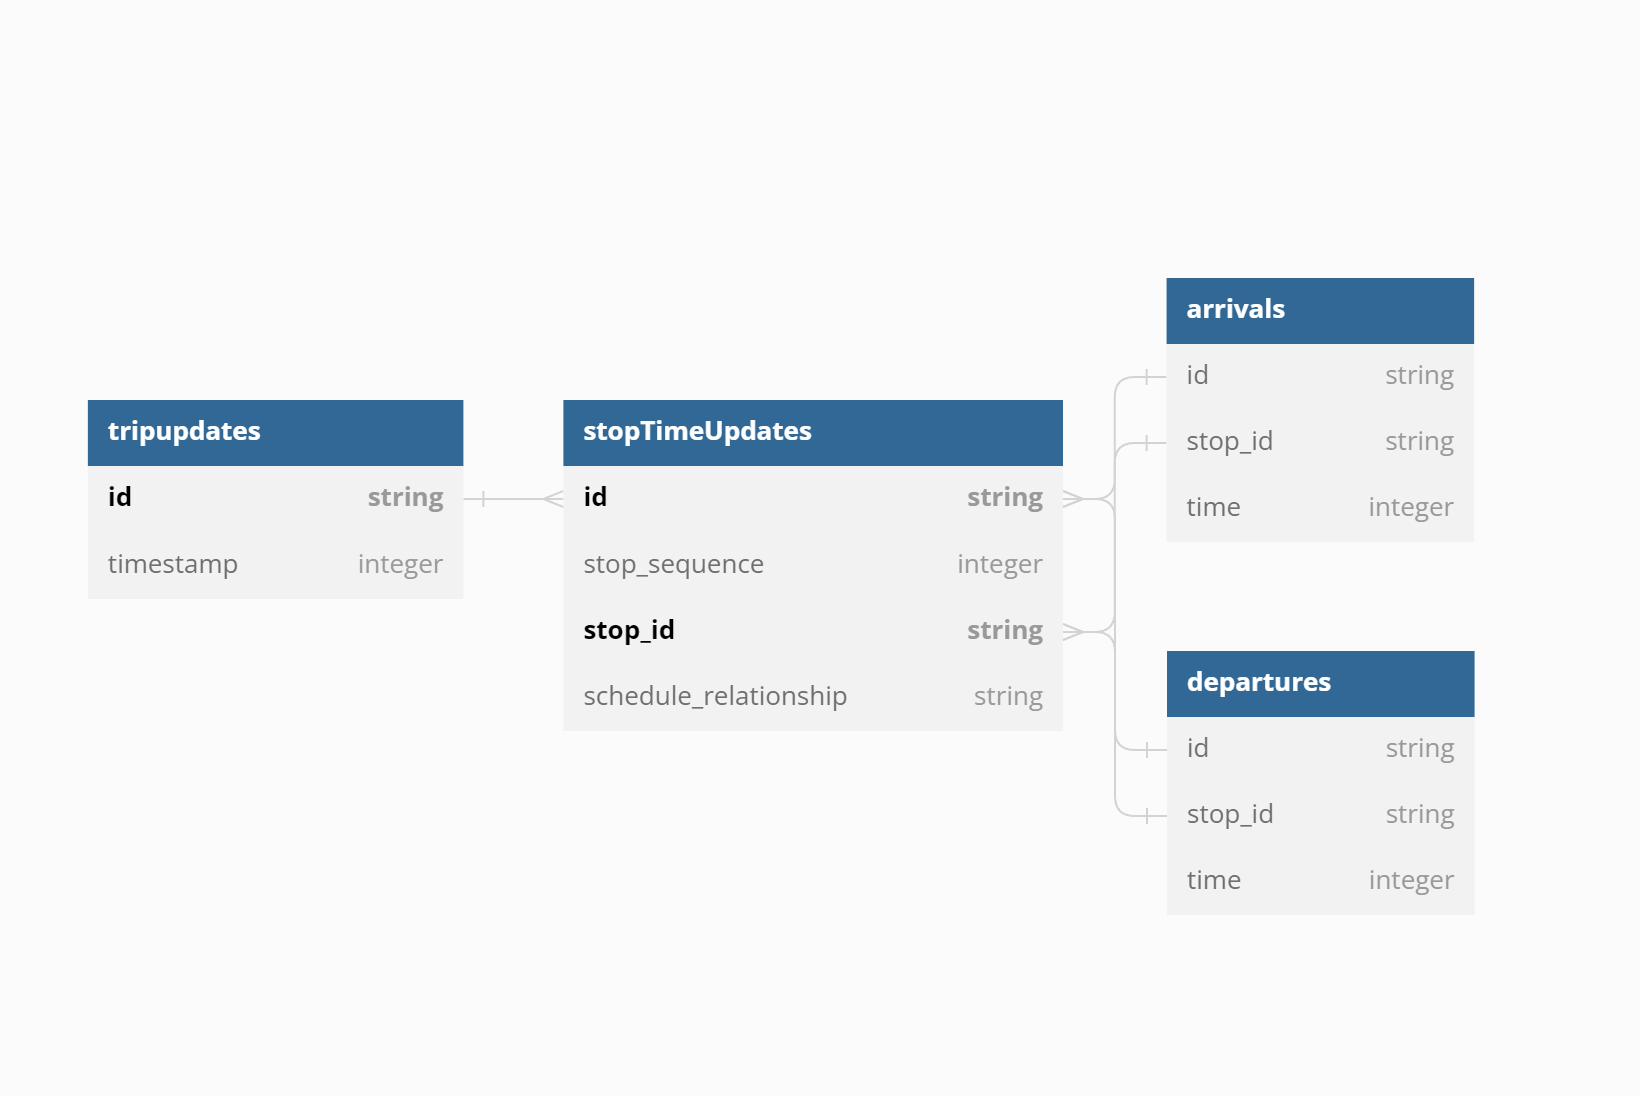 tripupdates
id string
timestamp integer
stopTimeUpdates
id string
stop_sequence integer
stop_id string
schedule_relationship string
arrivals
id string
stop_id string
time integer
departures
id string
stop_id string
time integer